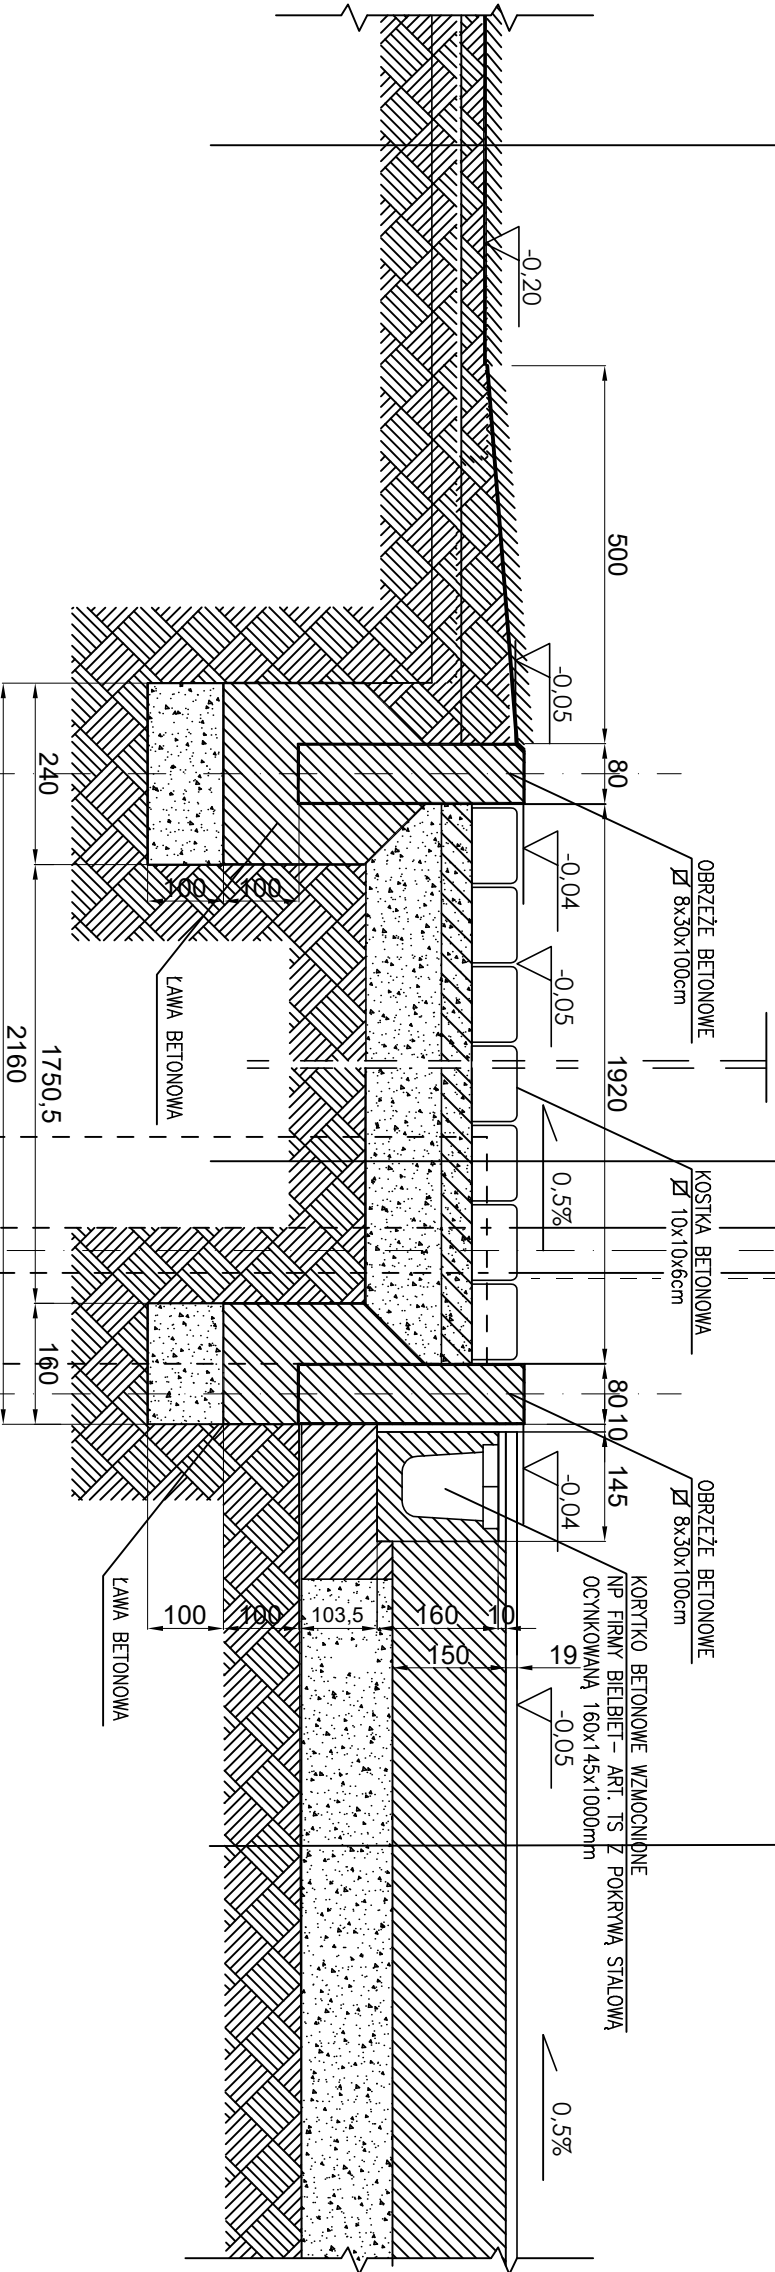 -0,20
500
-0,05
80
-0,04
-0,05
1920
0,5%
80
10
145
-0,04
-0,05
0,5%
OBRZEŻE BETONOWE
8x30x100cm
KOSTKA BETONOWA
10x10x6cm
OBRZEŻE BETONOWE
8x30x100cm
KORYTKO BETONOWE WZMOCNIONE
NP FIRMY BIELBIET- ART. TS Z POKRYWĄ STALOWĄ
OCYNKOWANĄ 160x145x1000mm
19
10
160
150
103,5
100
100
100
100
ŁAWA BETONOWA
ŁAWA BETONOWA
240
1750,5
160
2160